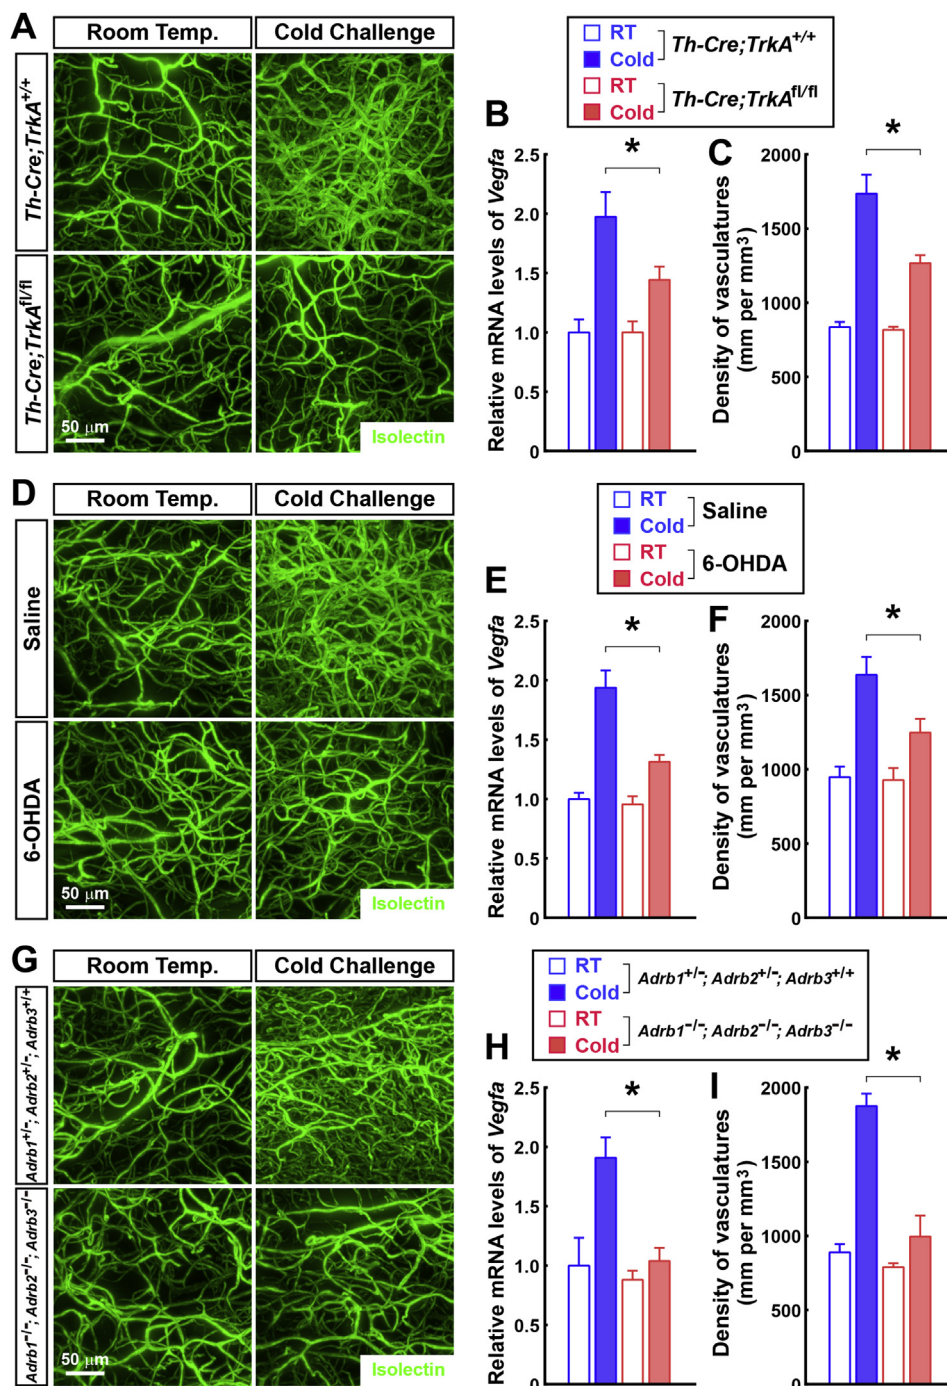 A
Room Temp.
Cold Challenge
Th-Cre;TrkA+/+
Th-Cre;TrkAfl/fl
50 μm
Isolectin
RT
Cold
Th-Cre;TrkA+/+
RT
Cold
Th-Cre;TrkAfl/fl
B
Relative mRNA levels of Vegfa
2.5
2.0
1.5
1.0
0.5
0
*
C
Density of vasculatures
(mm per mm3)
2000
1500
1000
500
0
*
D
Room Temp.
Cold Challenge
Saline
6-OHDA
50 μm
Isolectin
RT
Cold
Saline
RT
Cold
6-OHDA
E
Relative mRNA levels of Vegfa
2.5
2.0
1.5
1.0
0.5
0
*
F
Density of vasculatures
(mm per mm3)
2000
1500
1000
500
0
*
G
Room Temp.
Cold Challenge
Adrb1+/-; Adrb2+/-; Adrb3+/+
Adrb1-/-; Adrb2-/-; Adrb3-/-
50 μm
Isolectin
RT
Cold
Adrb1+/-; Adrb2+/-; Adrb3+/+
RT
Cold
Adrb1-/-; Adrb2-/-; Adrb3-/-
H
Relative mRNA levels of Vegfa
2.5
2.0
1.5
1.0
0.5
0
*
I
Density of vasculatures
(mm per mm3)
2000
1500
1000
500
0
*